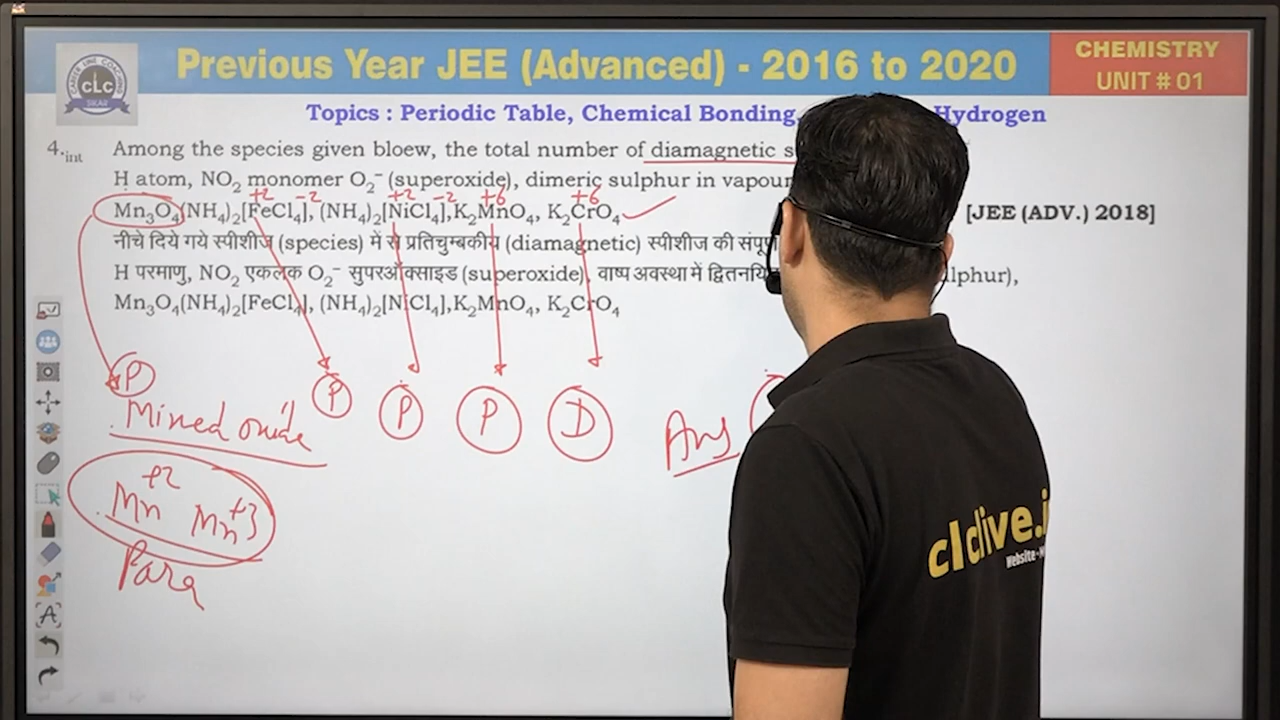 Previous Year JEE (Advanced) - 2016 to 2020
CHEMISTRY
UNIT # 01
CLC
SIKAR
Topics : Periodic Table, Chemical Bonding, Hydrogen
4.int Among the species given bloew, the total number of diamagnetic s
H atom, NO₂ monomer O₂⁻ (superoxide), dimeric sulphur in vapour
+2 -2 +2 -2 +6 +6
Mn₃O₄(NH₄)₂[FeCl₄], (NH₄)₂[NiCl₄],K₂MnO₄, K₂CrO₄ [JEE (ADV.) 2018]
नीचे दिये गये स्पीशीज (species) में से प्रतिचुम्बकीय (diamagnetic) स्पीशीज की संपूर्ण
H परमाणु, NO₂ एकलक O₂⁻ सुपरऑक्साइड (superoxide), वाष्प अवस्था में द्वितनयि lphur),
Mn₃O₄(NH₄)₂[FeCl₄], (NH₄)₂[NiCl₄],K₂MnO₄, K₂CrO₄
P P P P D
Mixed oxide
Ans
Mn+2 Mn+3
Para
clclive.i
Website-